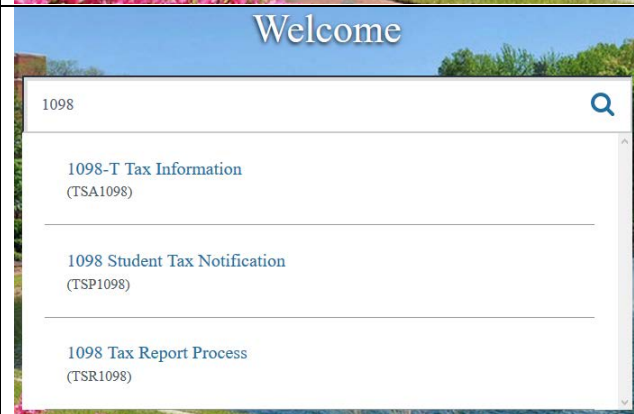 Welcome
1098
1098-T Tax Information
(TSA1098)
1098 Student Tax Notification
(TSP1098)
1098 Tax Report Process
(TSR1098)